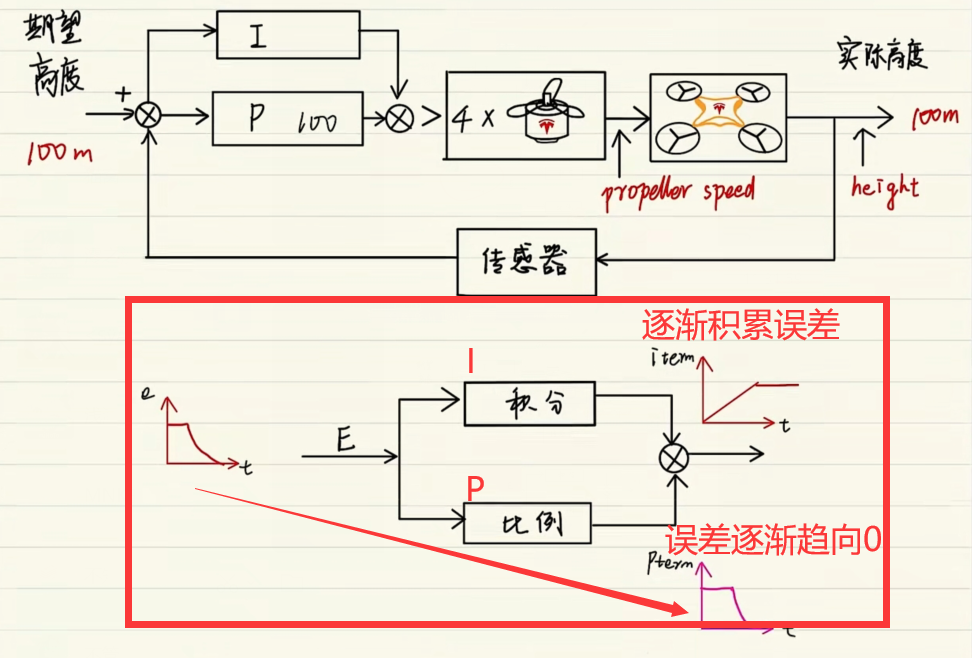 期望
高度
+
100m
I
P 100
>
4 x
propeller speed
实际高度
100m
height
传感器
逐渐积累误差
I
iterm
t
e
t
E
积分
P
比例
误差逐渐趋向0
Pterm
t